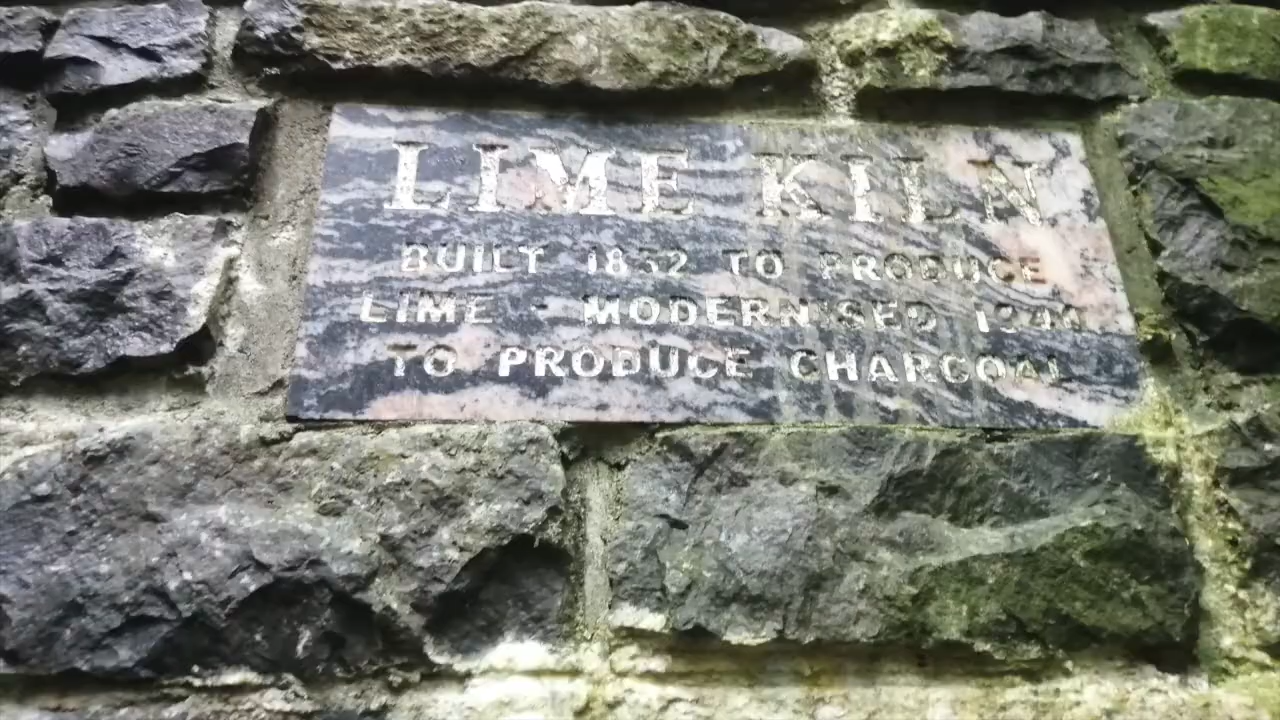 LIME KILN
BUILT 1832 TO PRODUCE
LIME - MODERNISED
TO PRODUCE CHARCOAL